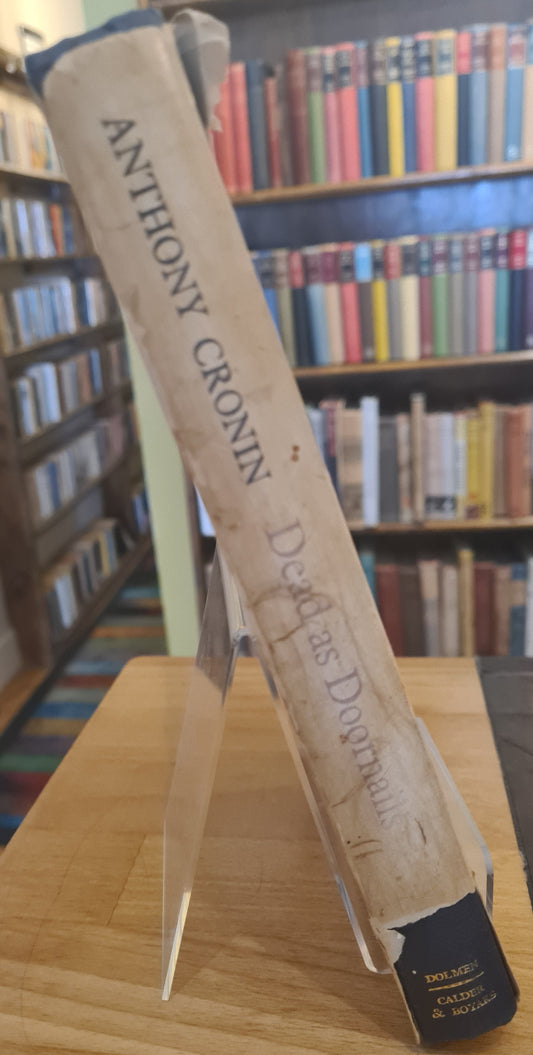 ANTHONY CRONIN
Dead as Doornails
DOLMEN
CALDER
& BOYARS